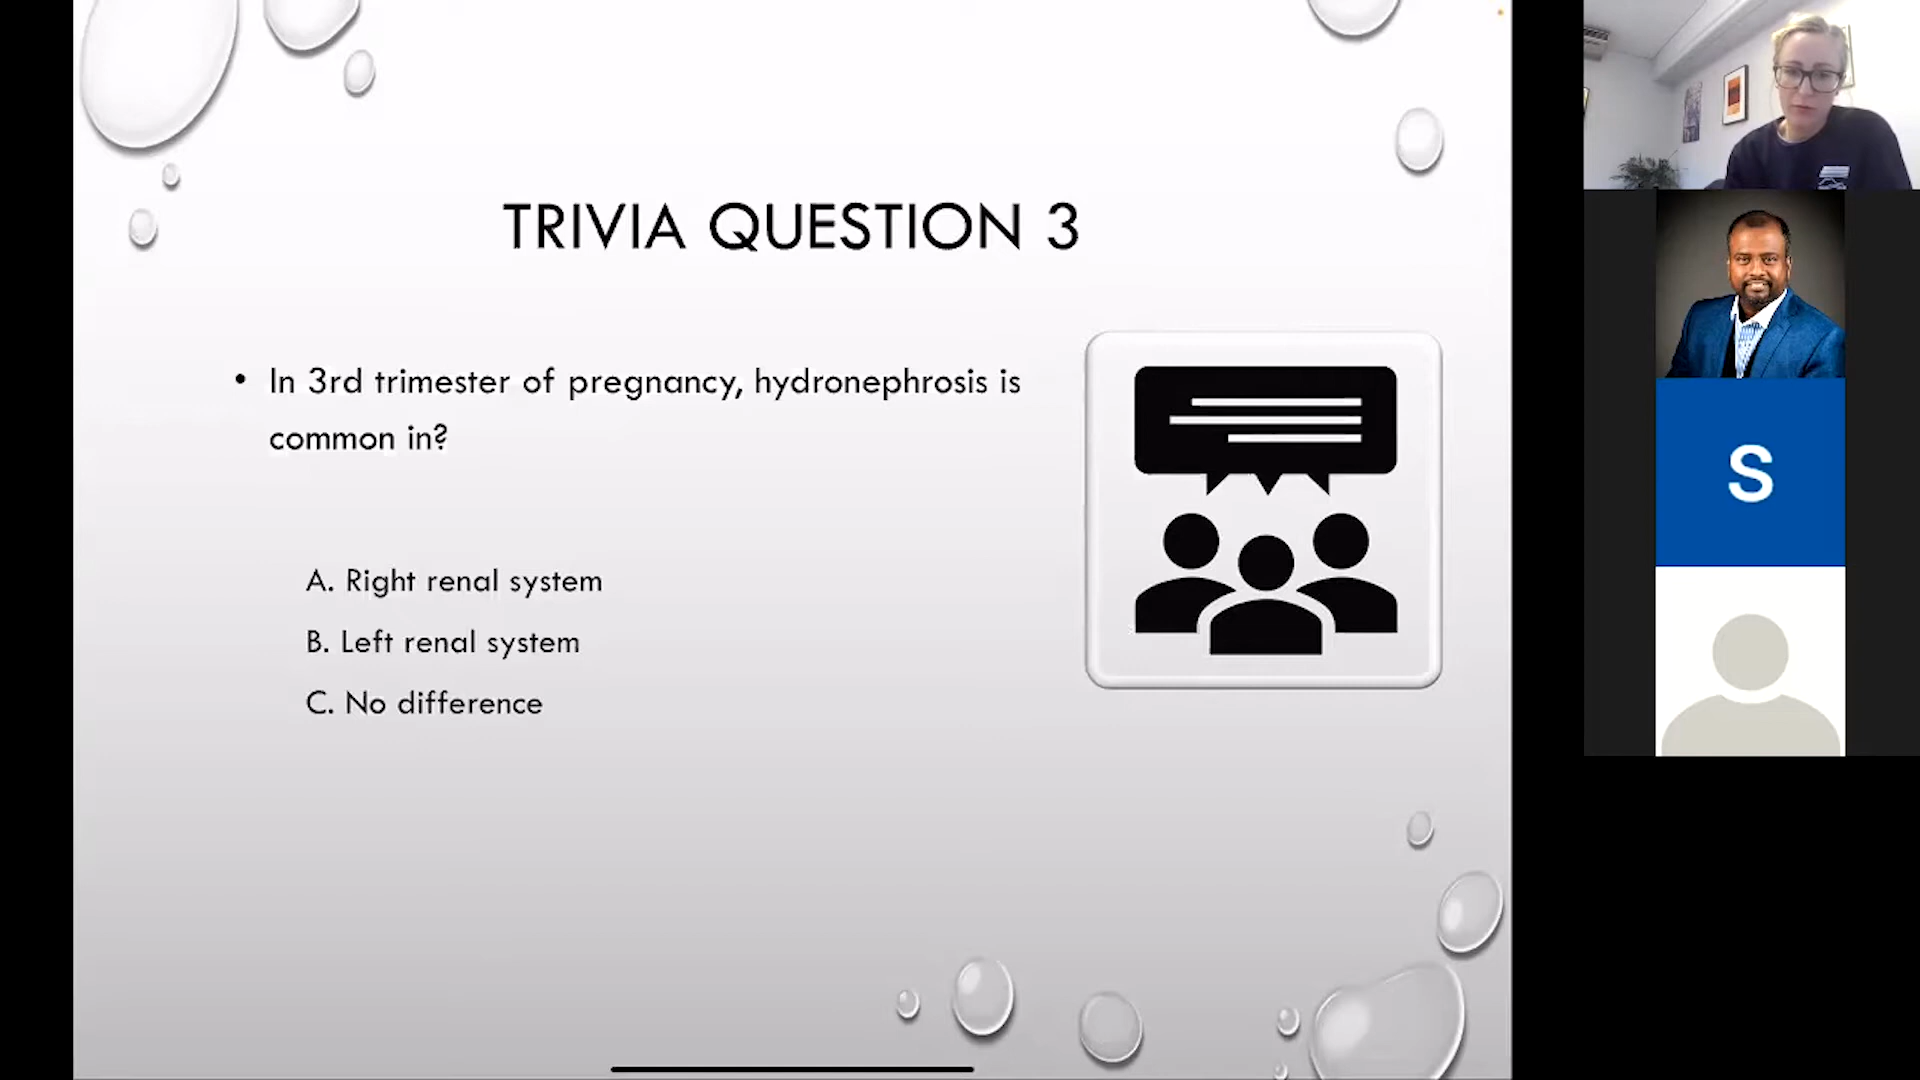 TRIVIA QUESTION 3
• In 3rd trimester of pregnancy, hydronephrosis is
common in?
A. Right renal system
B. Left renal system
C. No difference
S